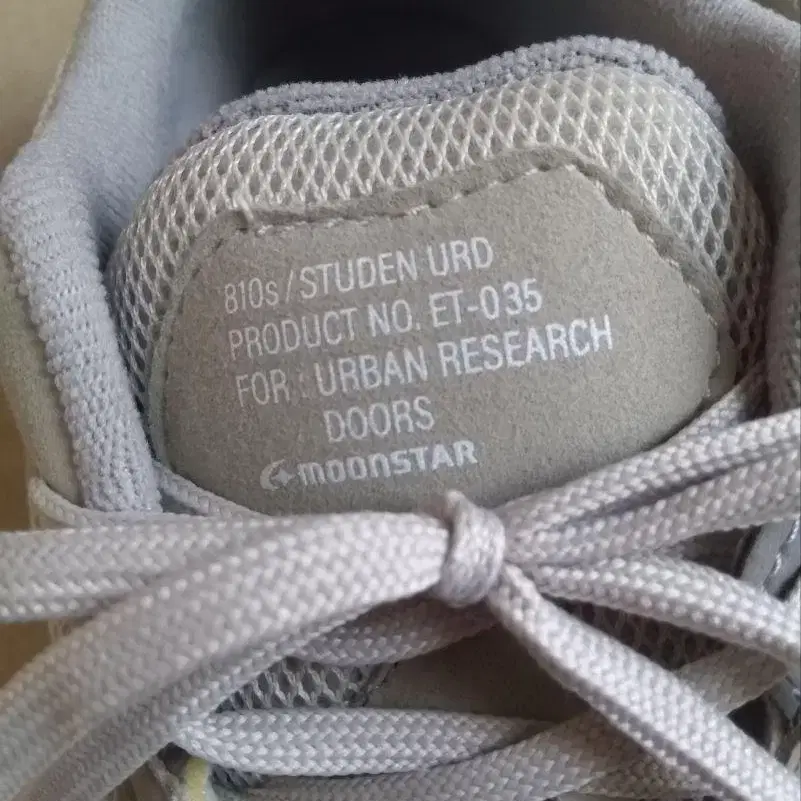 810s/STUDEN URD
PRODUCT NO. ET-035
FOR : URBAN RESEARCH
DOORS
MOONSTAR